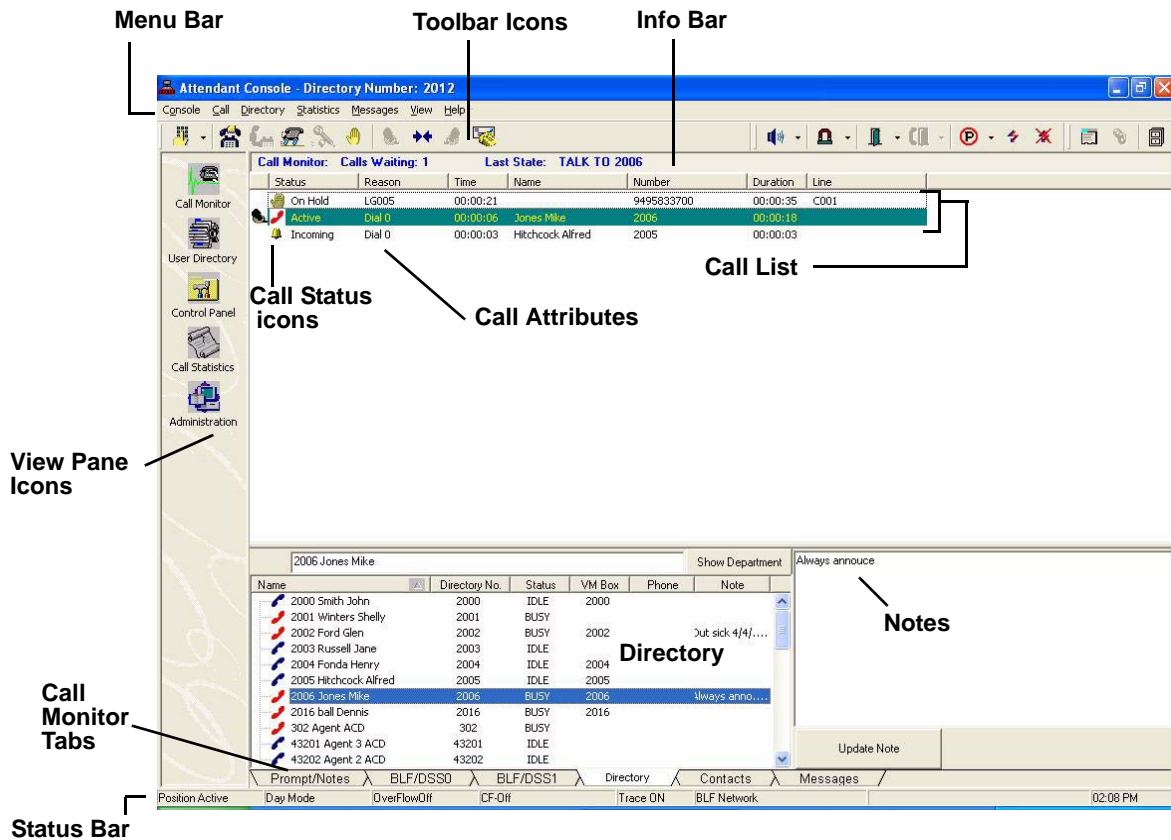 Menu Bar
Toolbar Icons
Info Bar
Attendant Console - Directory Number: 2012
Console Call Directory Statistics Messages View Help
Call Monitor: Calls Waiting: 1 Last State: TALK TO 2006
Status Reason Time Name Number Duration Line
On Hold LG005 00:00:21 9495833700 00:00:35 C001
Active Dial 0 00:00:06 Jones Mike 2006 00:00:18
Incoming Dial 0 00:00:03 Hitchcock Alfred 2005 00:00:03
Call Monitor
User Directory
Control Panel
Call Statistics
Administration
Call Status
icons
Call Attributes
Call List
View Pane
Icons
2006 Jones Mike Show Department Always annouce
Name Directory No. Status VM Box Phone Note
2000 Smith John 2000 IDLE 2000
2001 Winters Shelly 2001 BUSY
2002 Ford Glen 2002 BUSY 2002 Out sick 4/4/....
2003 Russell Jane 2003 IDLE
2004 Fonda Henry 2004 IDLE 2004
2005 Hitchcock Alfred 2005 IDLE 2005
2006 Jones Mike 2006 BUSY 2006 Always anno....
2016 ball Dennis 2016 BUSY 2016
302 Agent ACD 302 BUSY
43201 Agent 3 ACD 43201 IDLE
43202 Agent 2 ACD 43202 IDLE
Directory
Notes
Update Note
Call
Monitor
Tabs
Prompt/Notes BLF/DSS0 BLF/DSS1 Directory Contacts Messages
Position Active Day Mode OverFlowOff CF-Off Trace ON BLF Network 02:08 PM
Status Bar